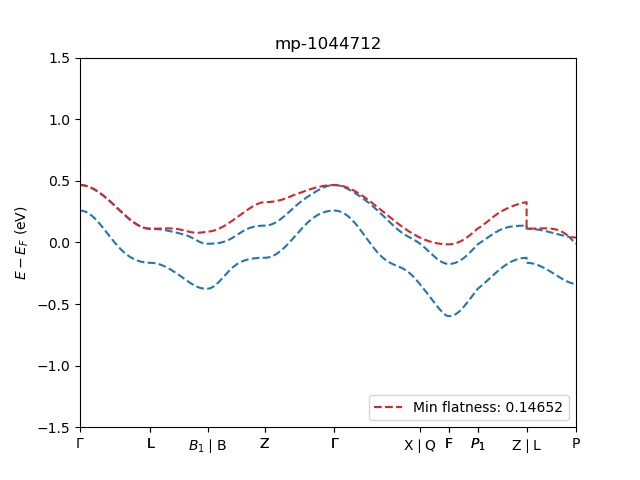 mp-1044712
E − E_F (eV)
1.5
1.0
0.5
0.0
−0.5
−1.0
−1.5
Min flatness: 0.14652
Γ L B₁ | B Z Γ X | Q F P₁ Z | L P